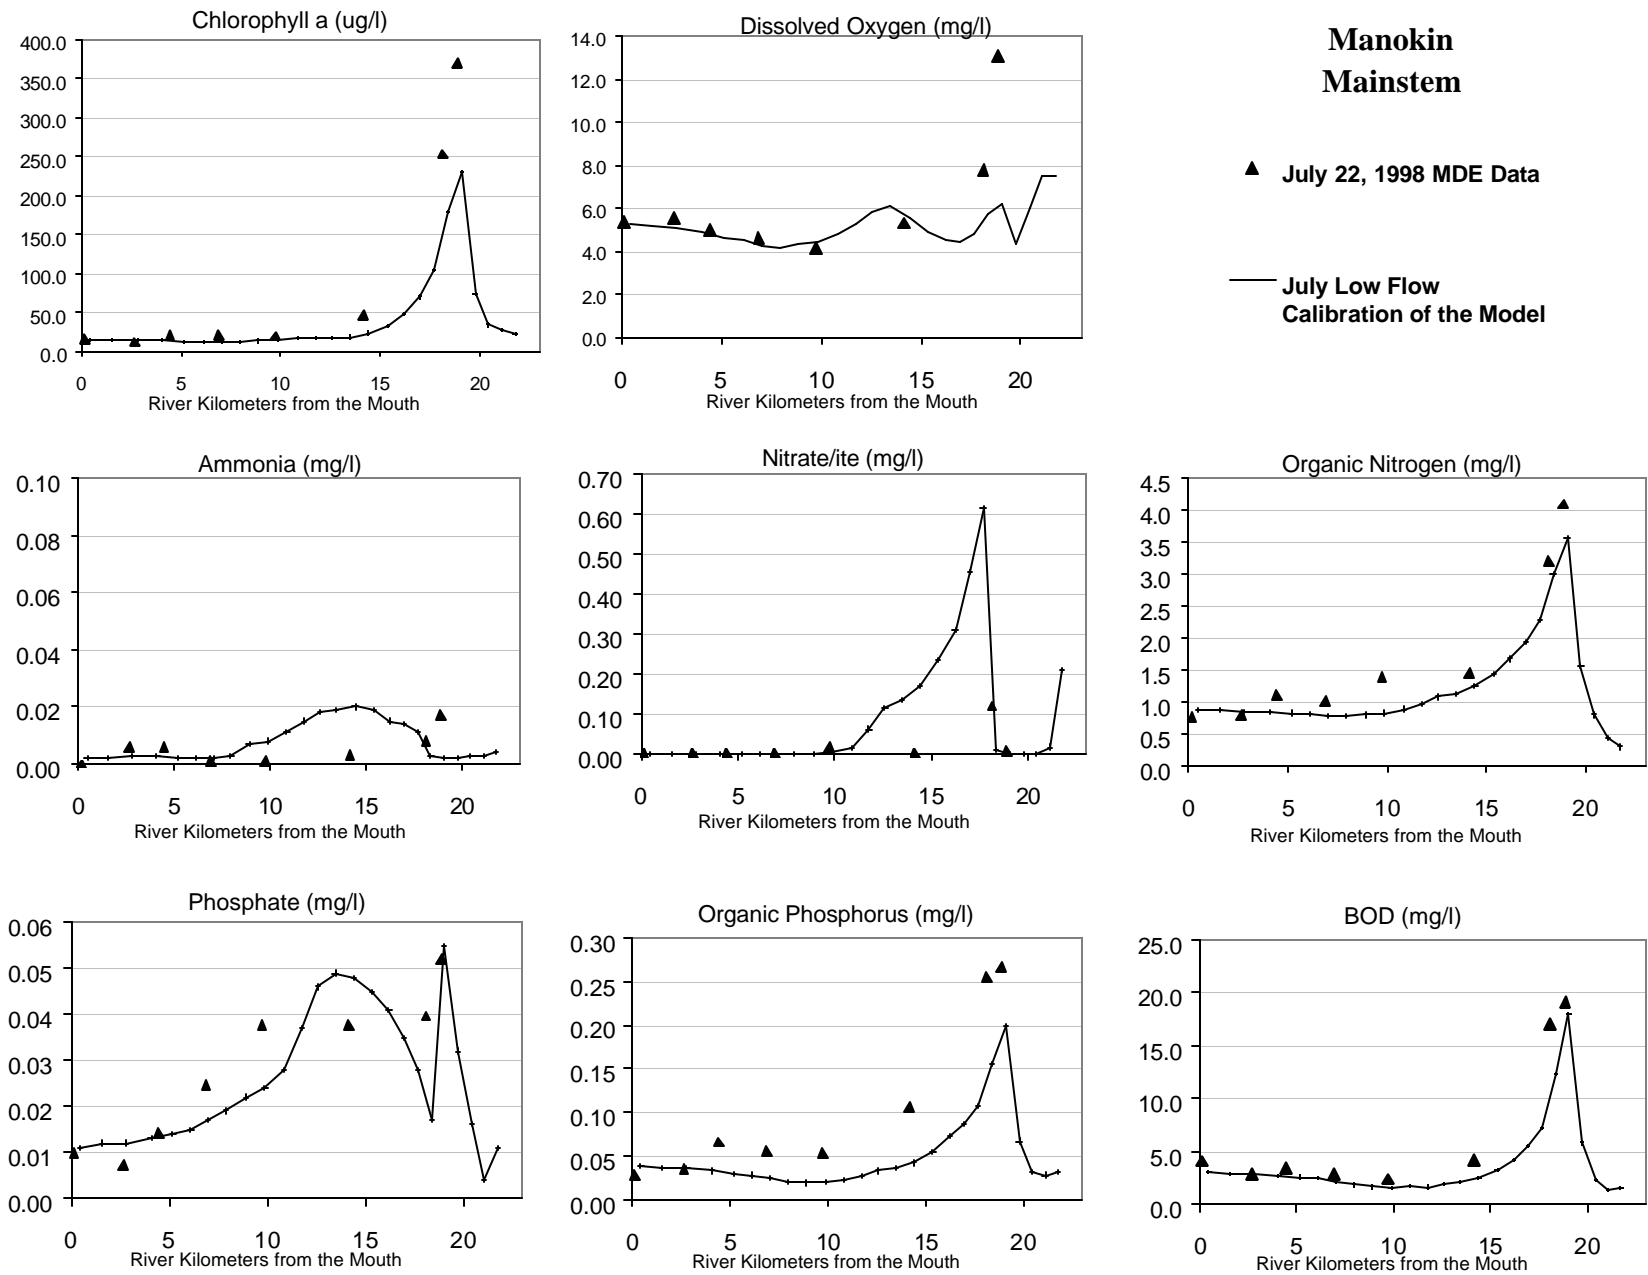 Chlorophyll a (ug/l)
400.0
350.0
300.0
250.0
200.0
150.0
100.0
50.0
0.0
0 5 10 15 20
River Kilometers from the Mouth
Dissolved Oxygen (mg/l)
14.0
12.0
10.0
8.0
6.0
4.0
2.0
0.0
0 5 10 15 20
River Kilometers from the Mouth
Manokin
Mainstem
July 22, 1998 MDE Data
July Low Flow
Calibration of the Model
Ammonia (mg/l)
0.10
0.08
0.06
0.04
0.02
0.00
0 5 10 15 20
River Kilometers from the Mouth
Nitrate/ite (mg/l)
0.70
0.60
0.50
0.40
0.30
0.20
0.10
0.00
0 5 10 15 20
River Kilometers from the Mouth
Organic Nitrogen (mg/l)
4.5
4.0
3.5
3.0
2.5
2.0
1.5
1.0
0.5
0.0
0 5 10 15 20
River Kilometers from the Mouth
Phosphate (mg/l)
0.06
0.05
0.04
0.03
0.02
0.01
0.00
0 5 10 15 20
River Kilometers from the Mouth
Organic Phosphorus (mg/l)
0.30
0.25
0.20
0.15
0.10
0.05
0.00
0 5 10 15 20
River Kilometers from the Mouth
BOD (mg/l)
25.0
20.0
15.0
10.0
5.0
0.0
0 5 10 15 20
River Kilometers from the Mouth